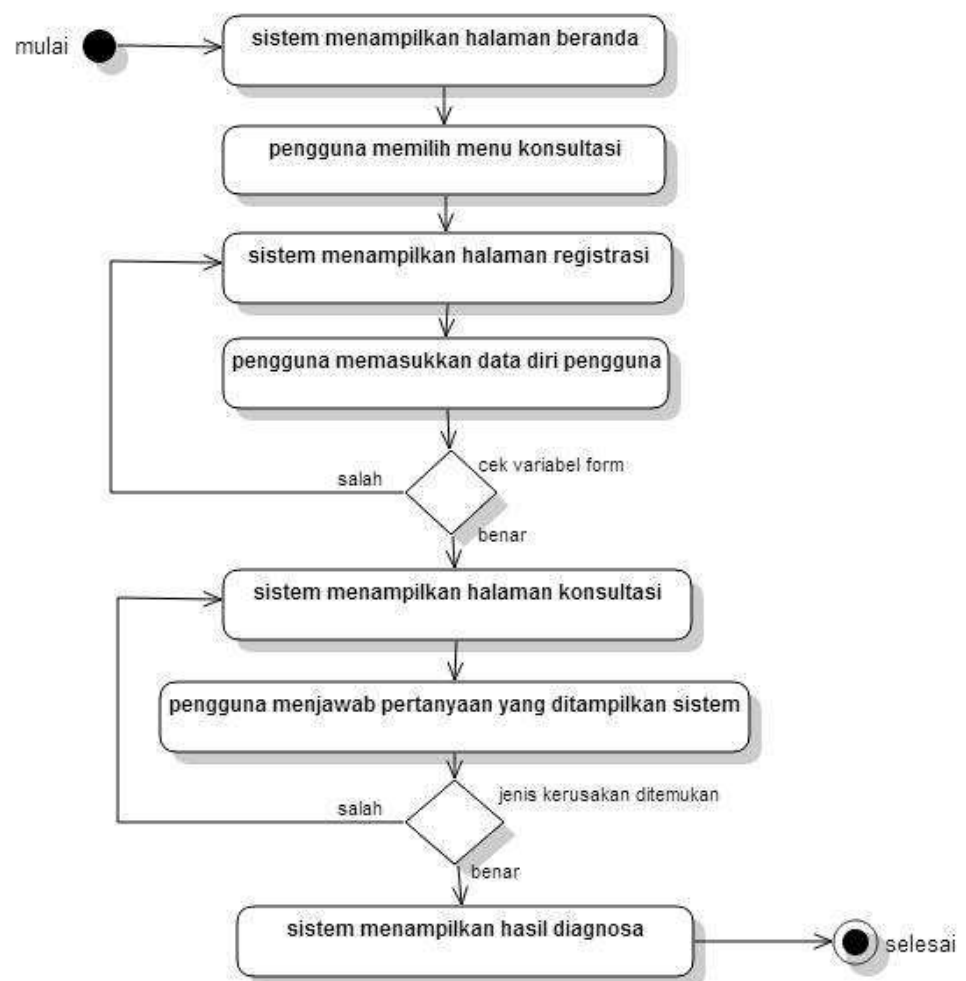 mulai
sistem menampilkan halaman beranda
pengguna memilih menu konsultasi
sistem menampilkan halaman registrasi
pengguna memasukkan data diri pengguna
cek variabel form
salah
benar
sistem menampilkan halaman konsultasi
pengguna menjawab pertanyaan yang ditampilkan sistem
jenis kerusakan ditemukan
salah
benar
sistem menampilkan hasil diagnosa
selesai